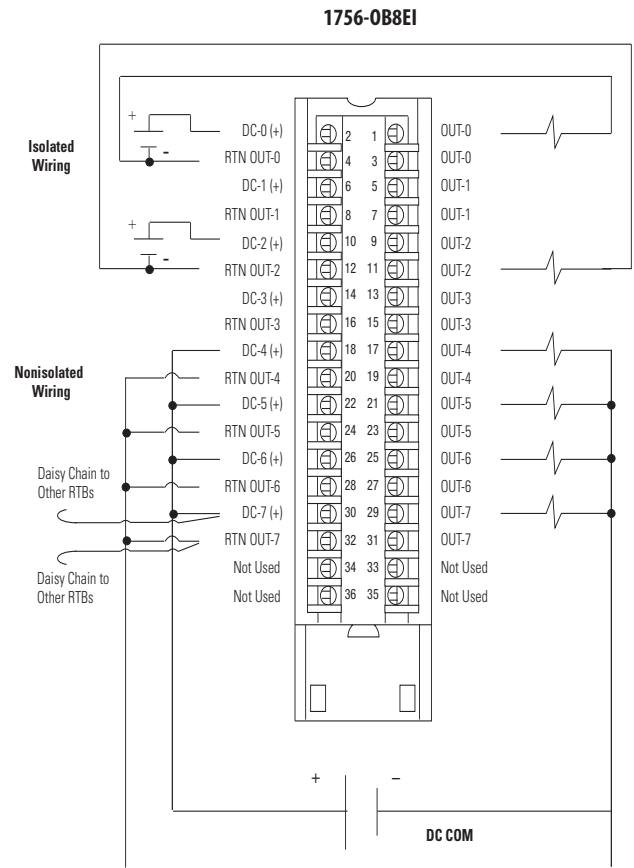 1756-OB8EI
+
DC-0 (+) 2 1 OUT-0
Isolated
Wiring
-
RTN OUT-0 4 3 OUT-0
DC-1 (+) 6 5 OUT-1
RTN OUT-1 8 7 OUT-1
+
DC-2 (+) 10 9 OUT-2
-
RTN OUT-2 12 11 OUT-2
DC-3 (+) 14 13 OUT-3
RTN OUT-3 16 15 OUT-3
DC-4 (+) 18 17 OUT-4
Nonisolated
Wiring
RTN OUT-4 20 19 OUT-4
DC-5 (+) 22 21 OUT-5
RTN OUT-5 24 23 OUT-5
DC-6 (+) 26 25 OUT-6
Daisy Chain to
Other RTBs
RTN OUT-6 28 27 OUT-6
DC-7 (+) 30 29 OUT-7
RTN OUT-7 32 31 OUT-7
Daisy Chain to
Other RTBs
Not Used 34 33 Not Used
Not Used 36 35 Not Used
+ –
DC COM